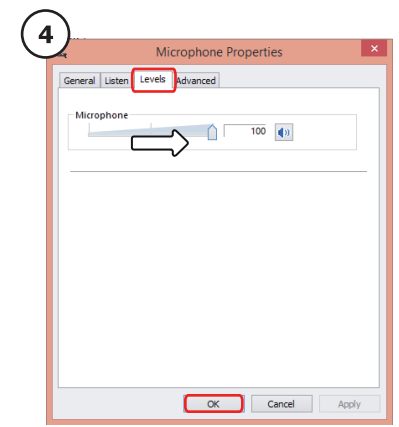 4
Microphone Properties
General Listen Levels Advanced
Microphone
100
OK Cancel Apply